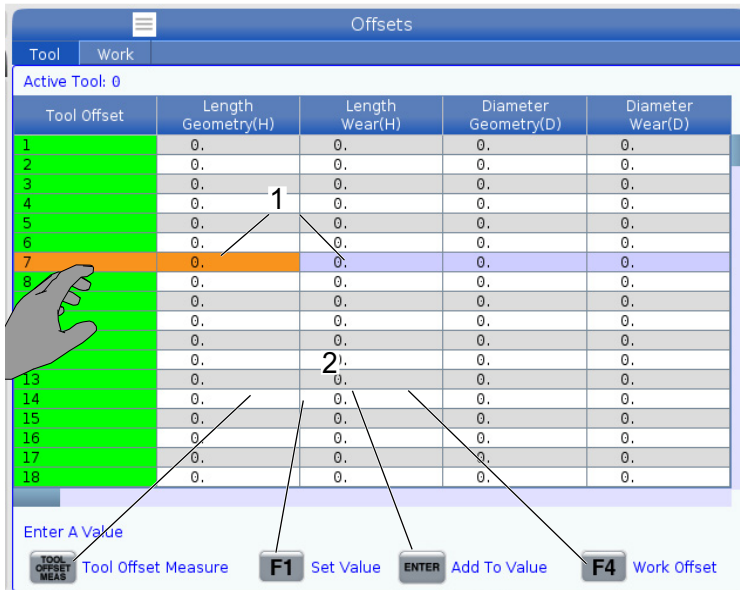 Offsets
Tool Work
Active Tool: 0
Tool Offset Length Geometry(H) Length Wear(H) Diameter Geometry(D) Diameter Wear(D)
1 0. 0. 0. 0.
2 0. 0. 0. 0.
3 0. 0. 0. 0.
4 0. 0. 0. 0.
1
5 0. 0. 0. 0.
6 0. 0. 0. 0.
7 0. 0. 0. 0.
8 0. 0. 0. 0.
0. 0. 0. 0.
0. 0. 0. 0.
0. 0. 0. 0.
0. 0. 0. 0.
2
13 0. 0. 0. 0.
14 0. 0. 0. 0.
15 0. 0. 0. 0.
16 0. 0. 0. 0.
17 0. 0. 0. 0.
18 0. 0. 0. 0.
Enter A Value
TOOL OFFSET MEAS Tool Offset Measure F1 Set Value ENTER Add To Value F4 Work Offset